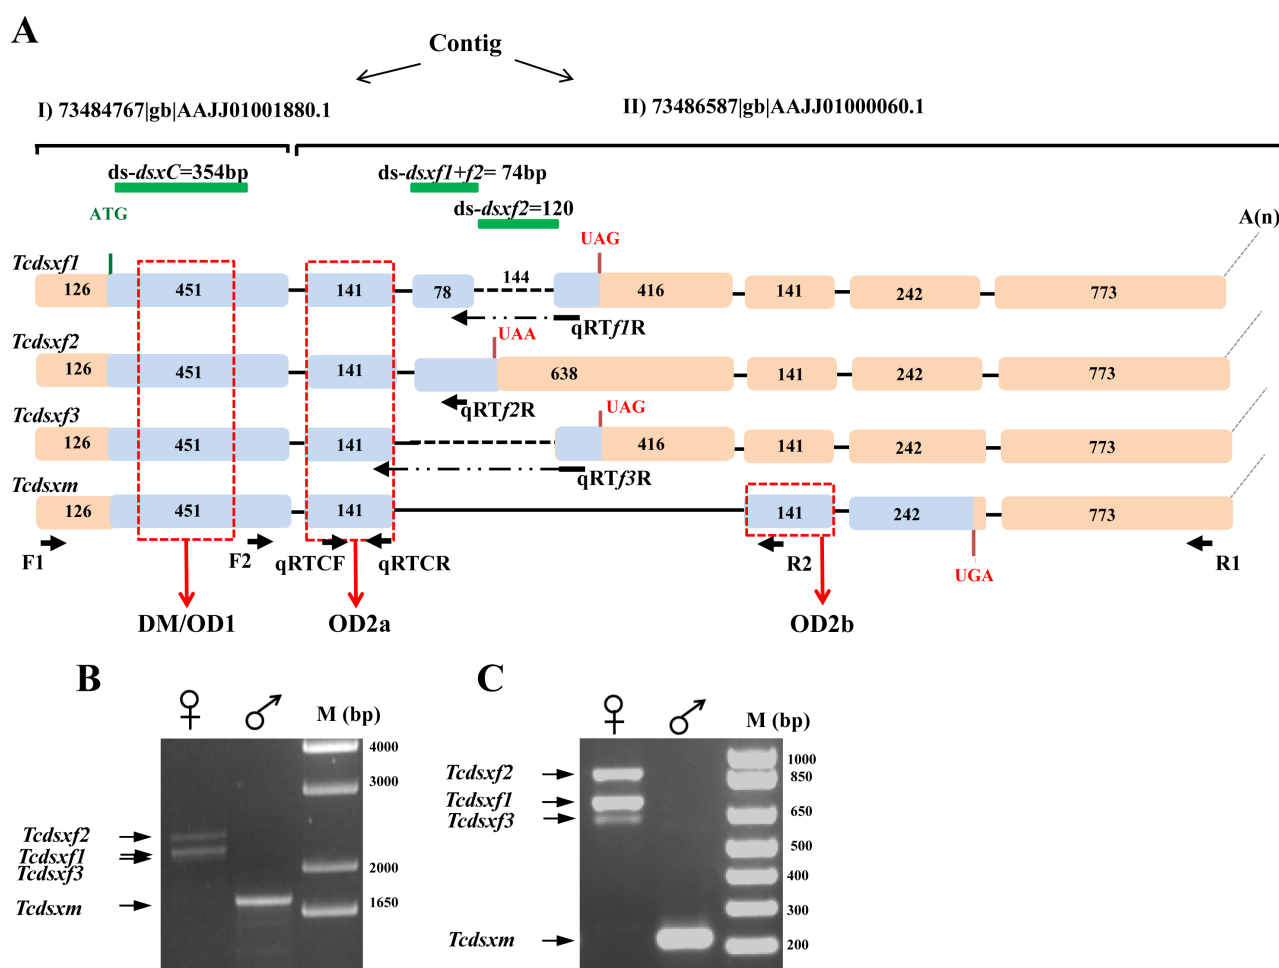 A
Contig
I) 73484767|gb|AAJJ01001880.1
II) 73486587|gb|AAJJ01000060.1
ds-dsxC=354bp
ds-dsxf1+f2= 74bp
ds-dsxf2=120
ATG
UAG
A(n)
Tcdsxf1
126 451 141 78 144 416 141 242 773
qRTf1R
Tcdsxf2
UAA
126 451 141 638 141 242 773
qRTf2R
Tcdsxf3
UAG
126 451 141 416 141 242 773
qRTf3R
Tcdsxm
126 451 141 141 242 773
F1 F2 qRTCF qRTCR R2 UGA R1
DM/OD1 OD2a OD2b
B
♀ ♂ M (bp)
4000
3000
Tcdsxf2
Tcdsxf1
Tcdsxf3
2000
Tcdsxm
1650
C
♀ ♂ M (bp)
1000
Tcdsxf2
850
Tcdsxf1
650
Tcdsxf3
500
400
300
Tcdsxm
200